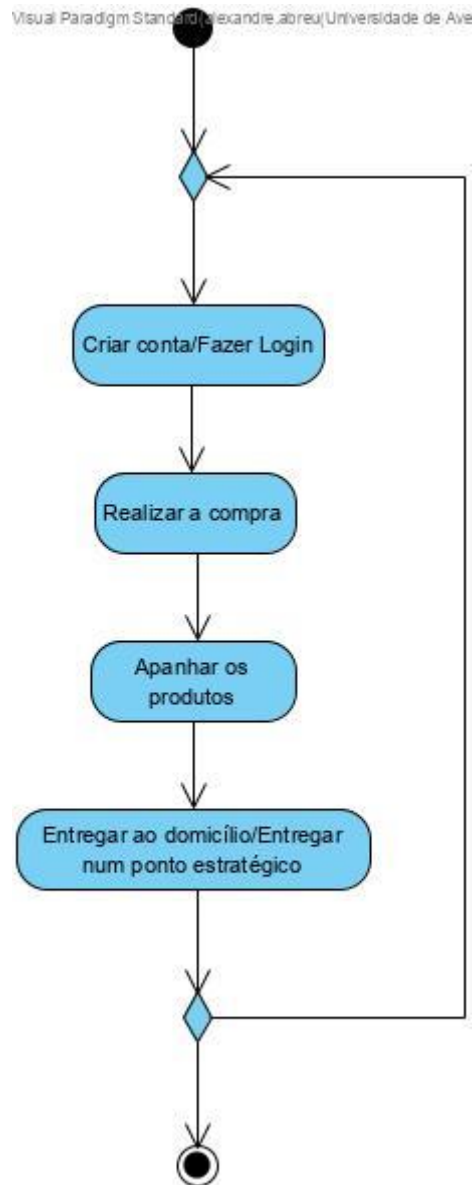 Visual Paradigm Standard(alexandre.abreu(Universidade de Ave
Criar conta/Fazer Login
Realizar a compra
Apanhar os
produtos
Entregar ao domicílio/Entregar
num ponto estratégico